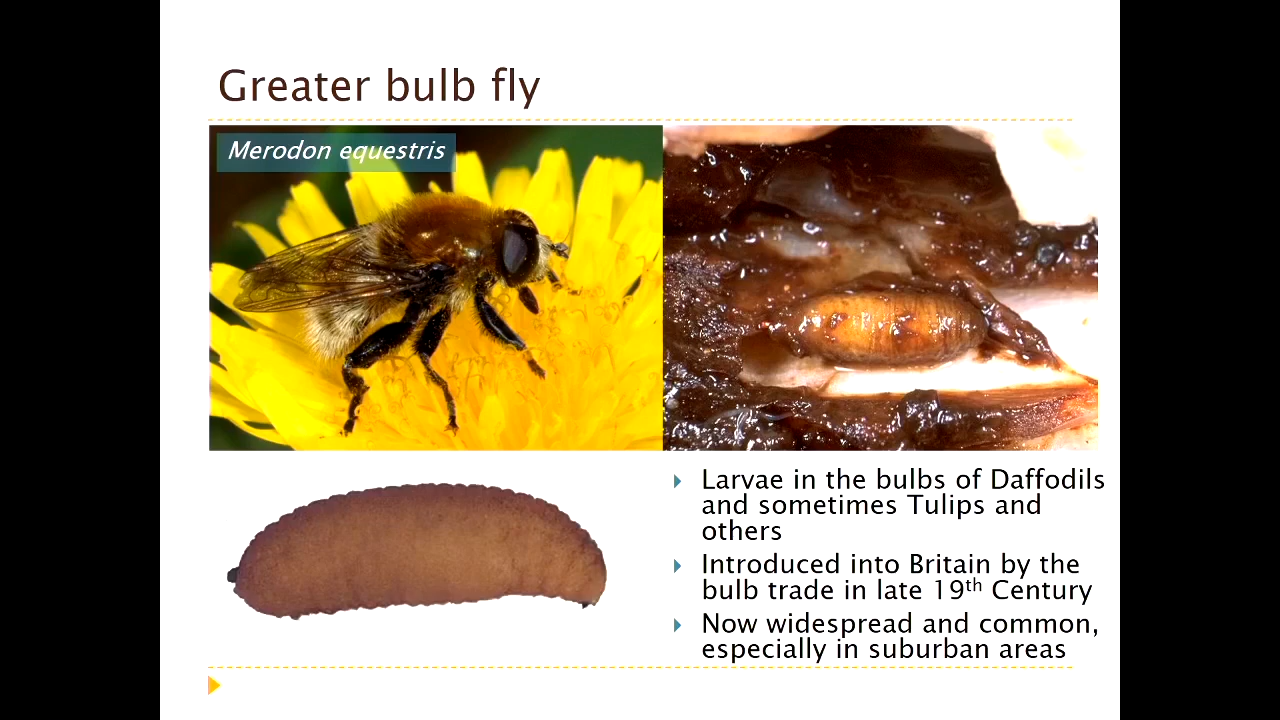 Greater bulb fly
Merodon equestris
Larvae in the bulbs of Daffodils
and sometimes Tulips and
others
Introduced into Britain by the
bulb trade in late 19th Century
Now widespread and common,
especially in suburban areas